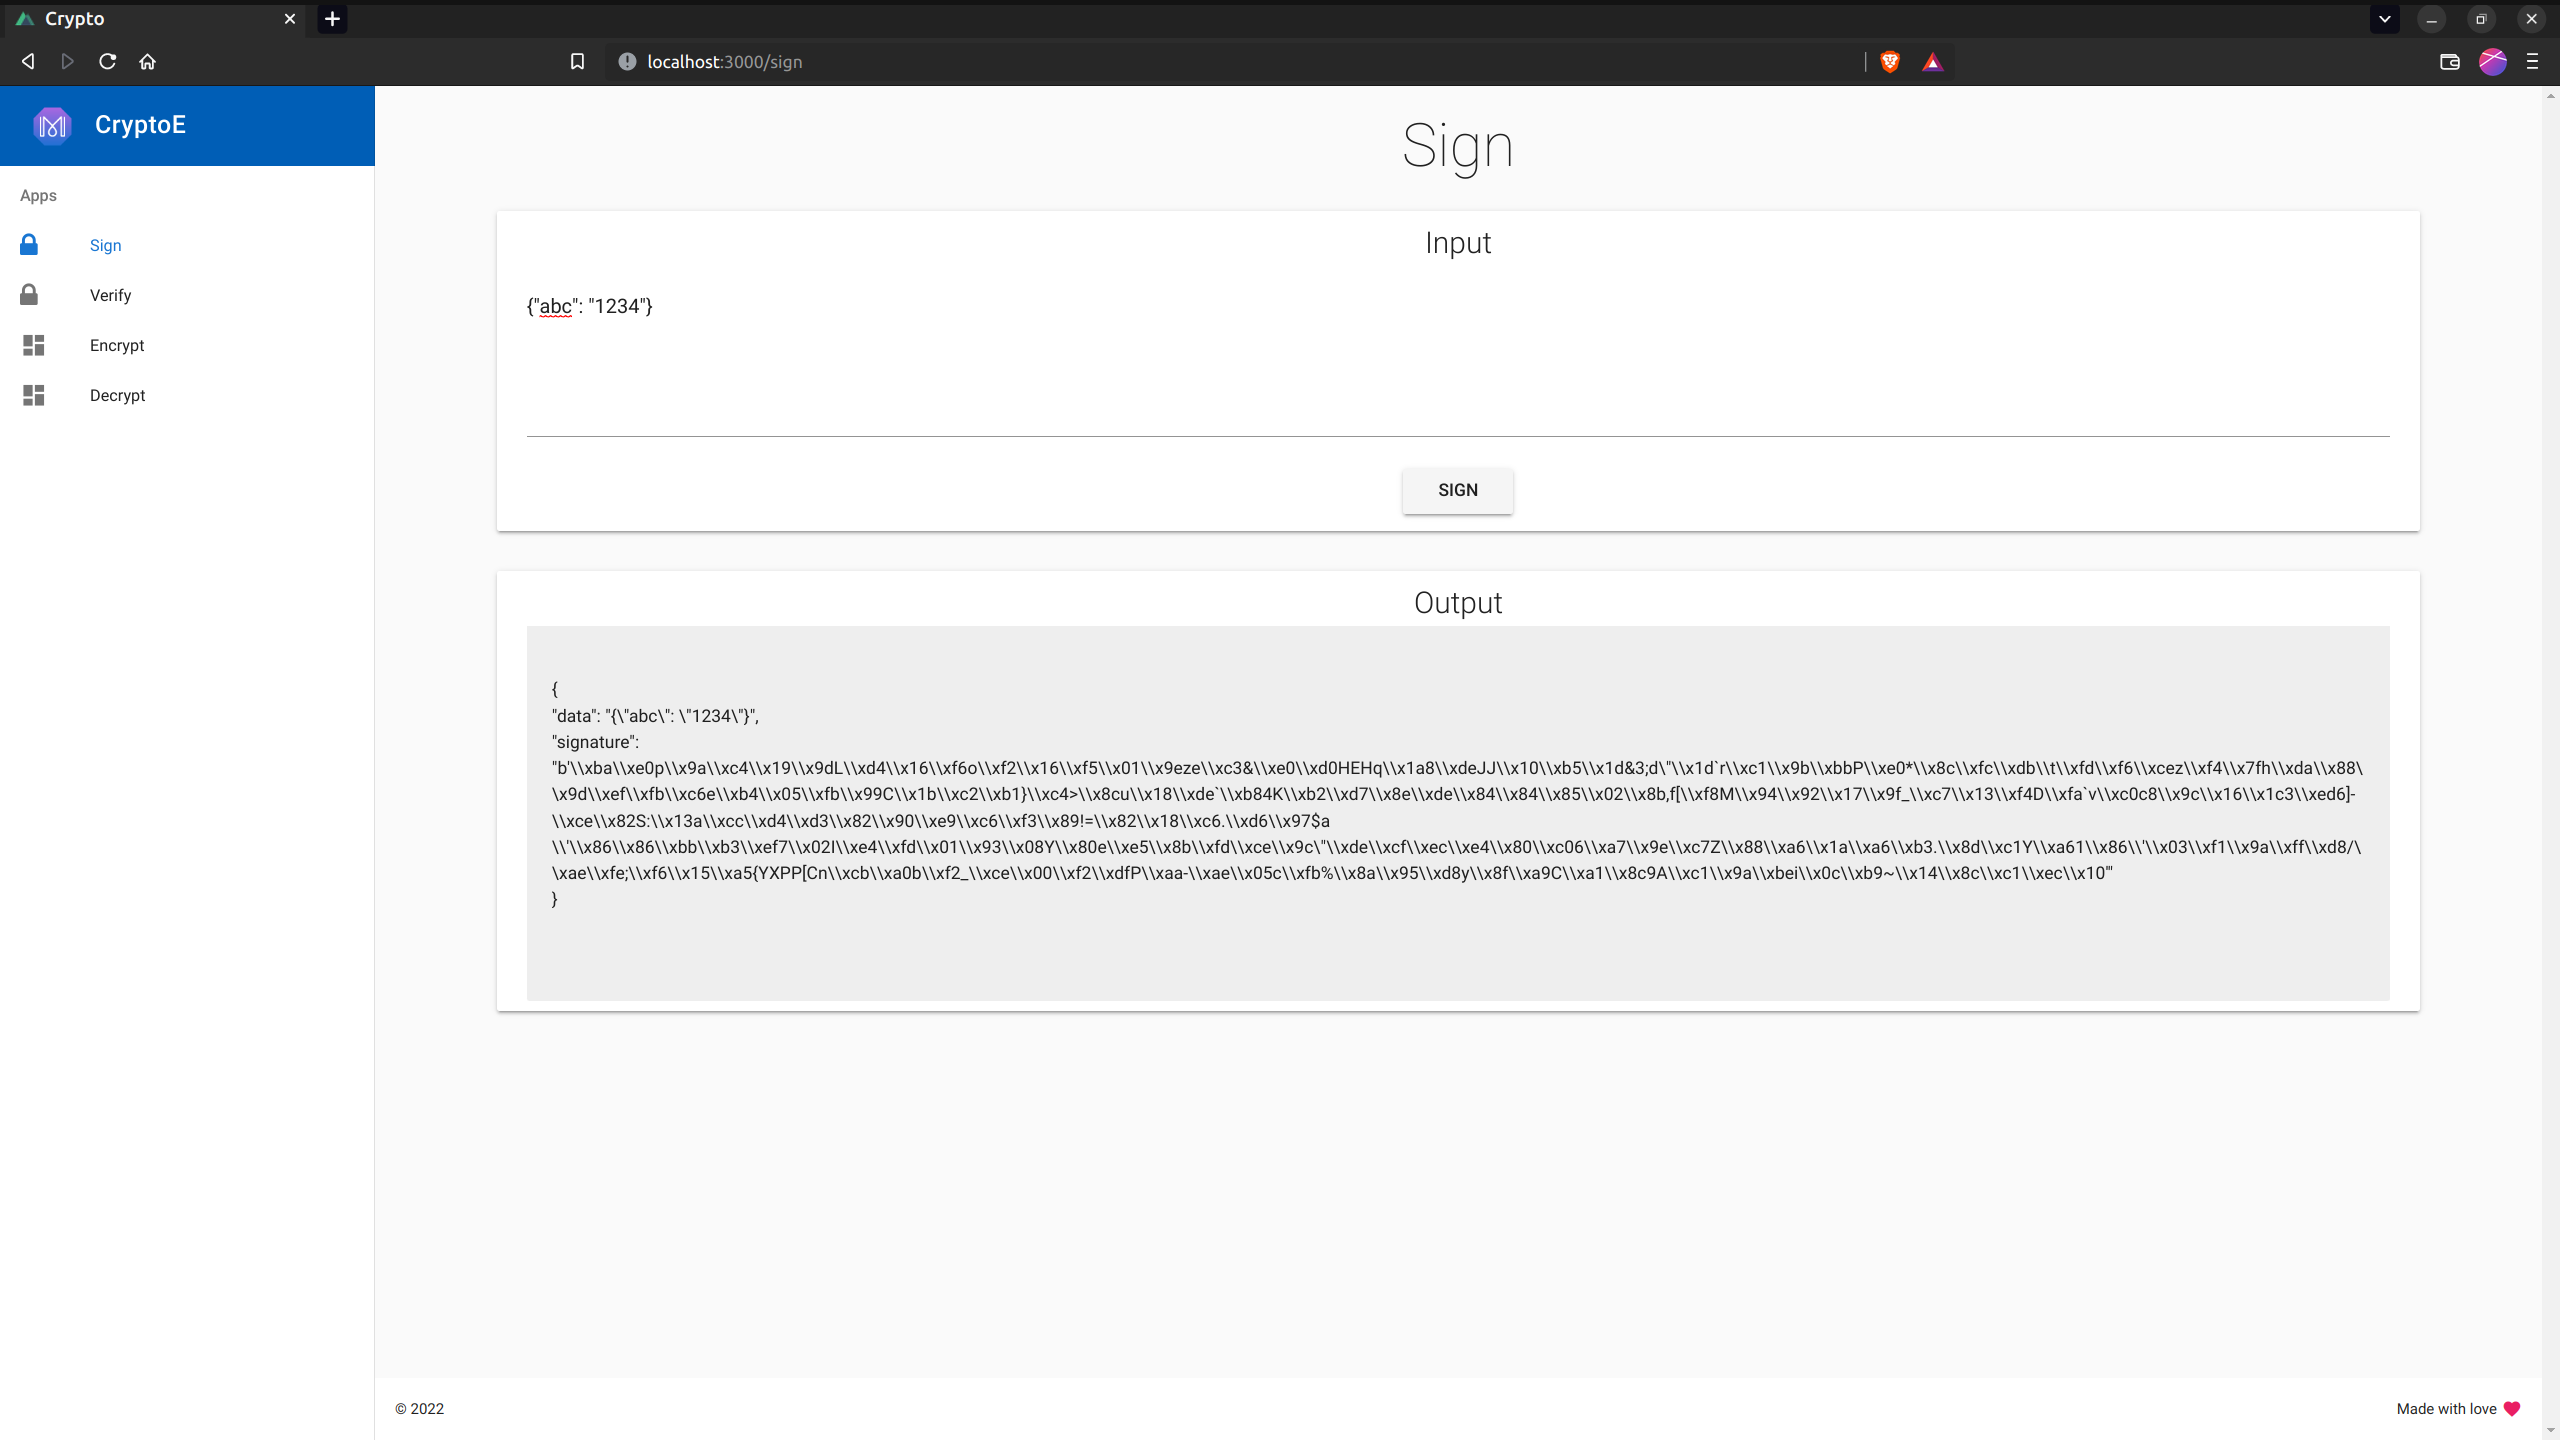 Crypto
localhost:3000/sign
CryptoE
Apps
Sign
Verify
Encrypt
Decrypt
Sign
Input
{"abc": "1234"}
SIGN
Output
{
"data": "{\"abc\": \"1234\"}",
"signature":
"b'\\xba\\xe0p\\x9a\\xc4\\x19\\x9dL\\xd4\\x16\\xf6o\\xf2\\x16\\xf5\\x01\\x9eze\\xc3&\\xe0\\xd0HEHq\\x1a8\\xdeJJ\\x10\\xb5\\x1d&3;d\"\\x1d`r\\xc1\\x9b\\xbbP\\xe0*\\x8c\\xfc\\xdb\\t\\xfd\\xf6\\xcez\\xf4\\x7fh\\xda\\x88\
\x9d\\xef\\xfb\\xc6e\\xb4\\x05\\xfb\\x99C\\x1b\\xc2\\xb1}\\xc4>\\x8cu\\x18\\xde`\\xb84K\\xb2\\xd7\\x8e\\xde\\x84\\x84\\x85\\x02\\x8b,f[\\xf8M\\x94\\x92\\x17\\x9f_\\xc7\\x13\\xf4D\\xfa`v\\xc0c8\\x9c\\x16\\x1c3\\xed6]-
\\xce\\x82S:\\x13a\\xcc\\xd4\\xd3\\x82\\x90\\xe9\\xc6\\xf3\\x89!=\\x82\\x18\\xc6.\\xd6\\x97$a
\\'\\x86\\x86\\xbb\\xb3\\xef7\\x02I\\xe4\\xfd\\x01\\x93\\x08Y\\x80e\\xe5\\x8b\\xfd\\xce\\x9c\"\\xde\\xcf\\xec\\xe4\\x80\\xc06\\xa7\\x9e\\xc7Z\\x88\\xa6\\x1a\\xa6\\xb3.\\x8d\\xc1Y\\xa61\\x86\\'\\x03\\xf1\\x9a\\xff\\xd8/\
\xae\\xfe;\\xf6\\x15\\xa5{YXPP[Cn\\xcb\\xa0b\\xf2_\\xce\\x00\\xf2\\xdfP\\xaa-\\xae\\x05c\\xfb%\\x8a\\x95\\xd8y\\x8f\\xa9C\\xa1\\x8c9A\\xc1\\x9a\\xbei\\x0c\\xb9~\\x14\\x8c\\xc1\\xec\\x10'"
}
© 2022
Made with love